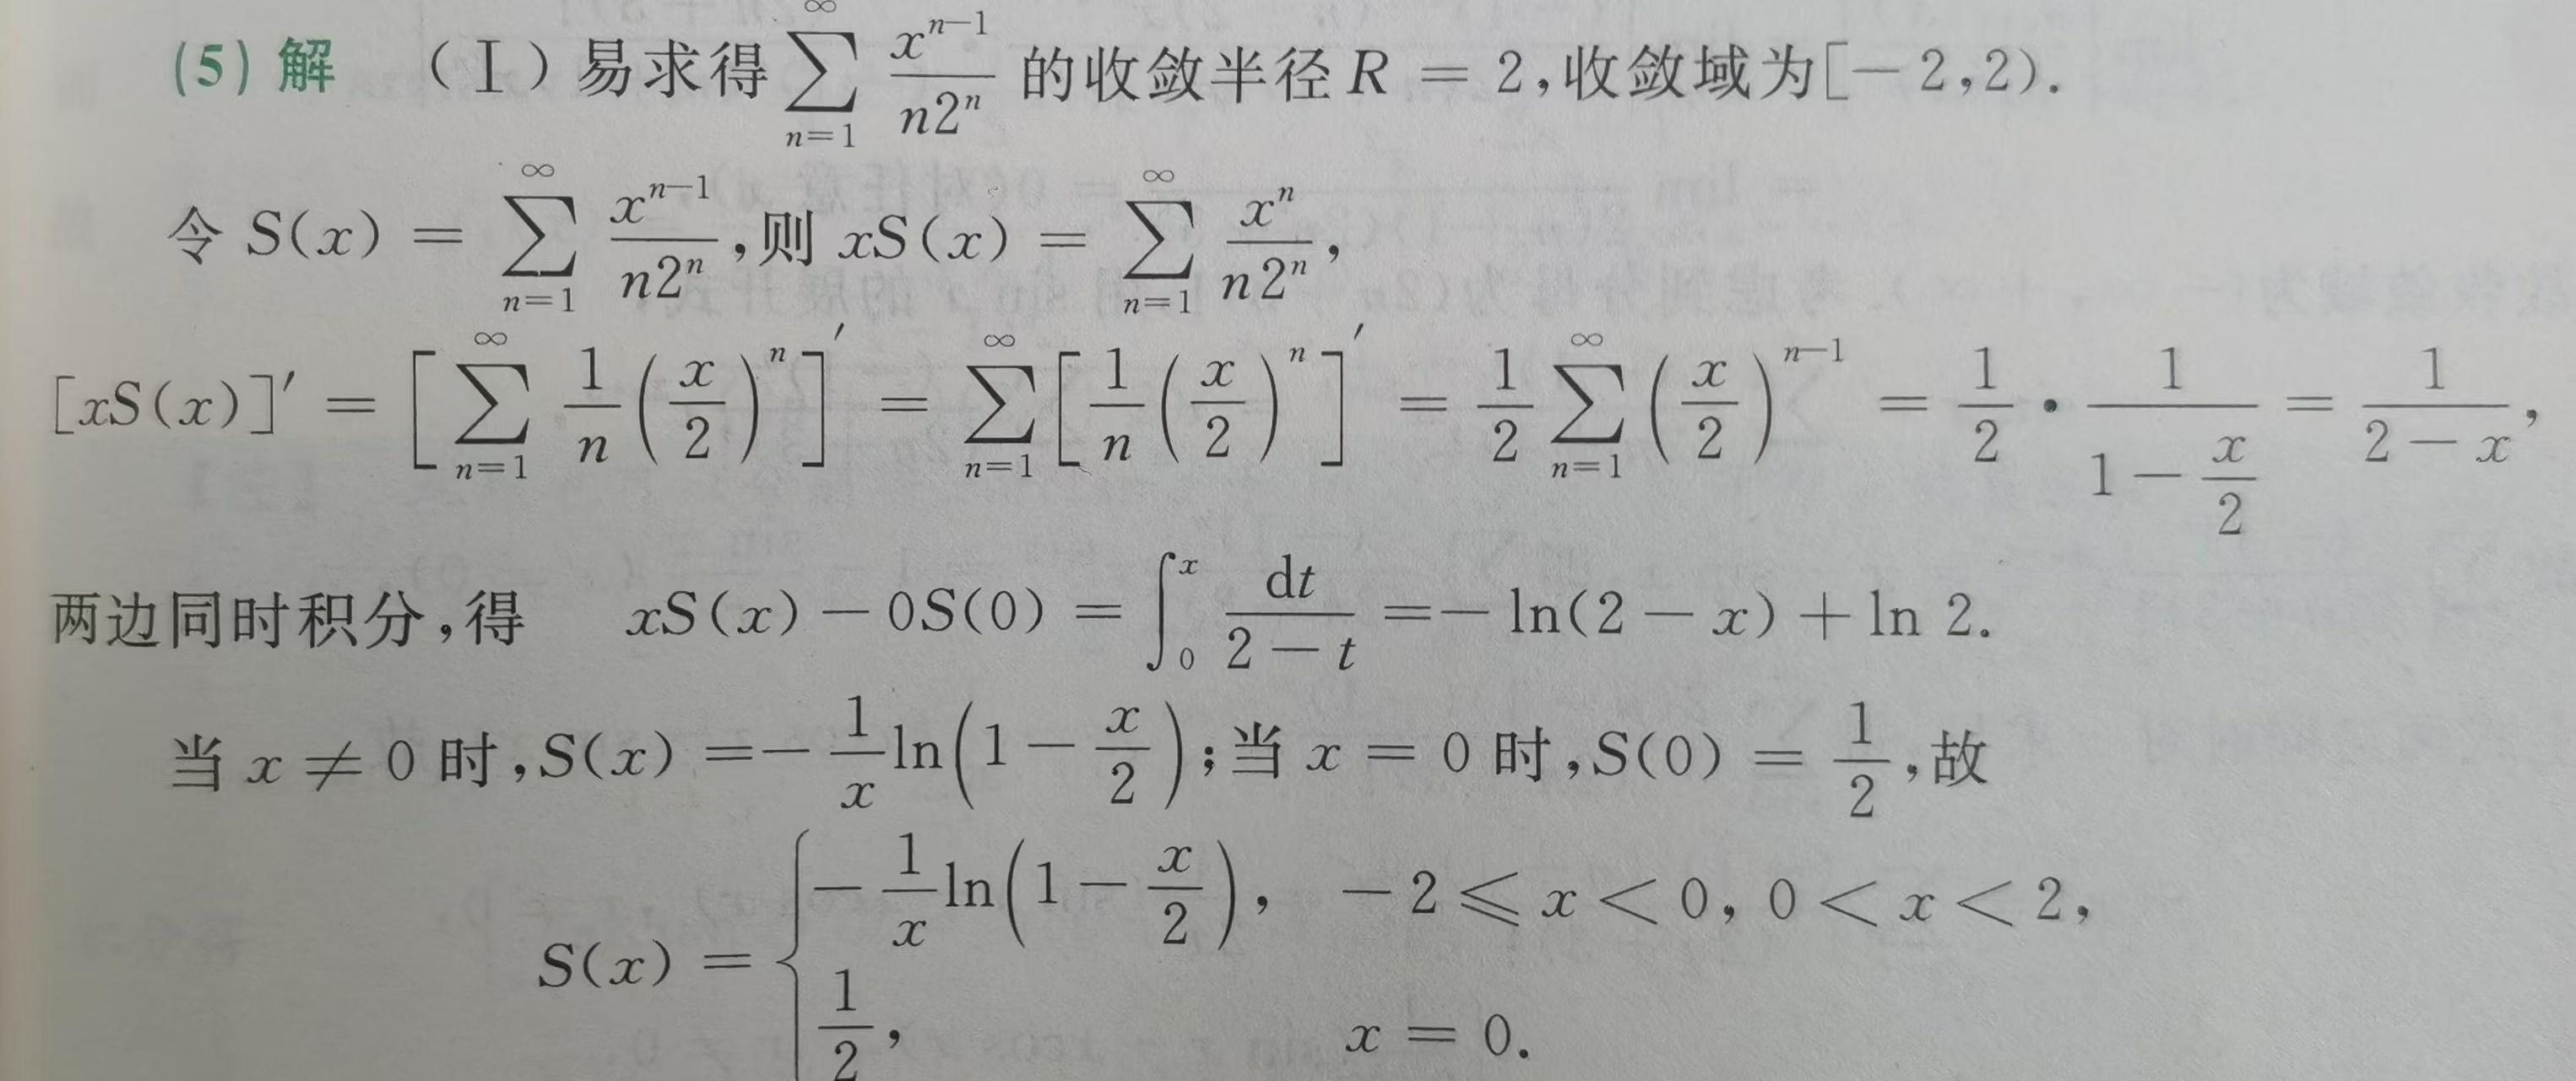 (5) 解 (Ⅰ) 易求得 $\sum_{n=1}^{\infty} \frac{x^{n-1}}{n2^n}$ 的收敛半径 $R = 2$,收敛域为$[-2,2)$.
令 $S(x) = \sum_{n=1}^{\infty} \frac{x^{n-1}}{n2^n}$,则 $xS(x) = \sum_{n=1}^{\infty} \frac{x^n}{n2^n}$,
$[xS(x)]' = \left[\sum_{n=1}^{\infty} \frac{1}{n}\left(\frac{x}{2}\right)^n\right]' = \sum_{n=1}^{\infty}\left[\frac{1}{n}\left(\frac{x}{2}\right)^n\right]' = \frac{1}{2}\sum_{n=1}^{\infty}\left(\frac{x}{2}\right)^{n-1} = \frac{1}{2} \cdot \frac{1}{1-\frac{x}{2}} = \frac{1}{2-x}$,
两边同时积分,得 $xS(x) - 0S(0) = \int_0^x \frac{\mathrm{d}t}{2-t} = -\ln(2-x) + \ln 2.$
当 $x \neq 0$ 时,$S(x) = -\frac{1}{x}\ln\left(1-\frac{x}{2}\right)$;当 $x = 0$ 时,$S(0) = \frac{1}{2}$,故
$S(x) = \begin{cases} -\frac{1}{x}\ln\left(1-\frac{x}{2}\right), & -2 \leqslant x < 0, 0 < x < 2, \\ \frac{1}{2}, & x = 0. \end{cases}$